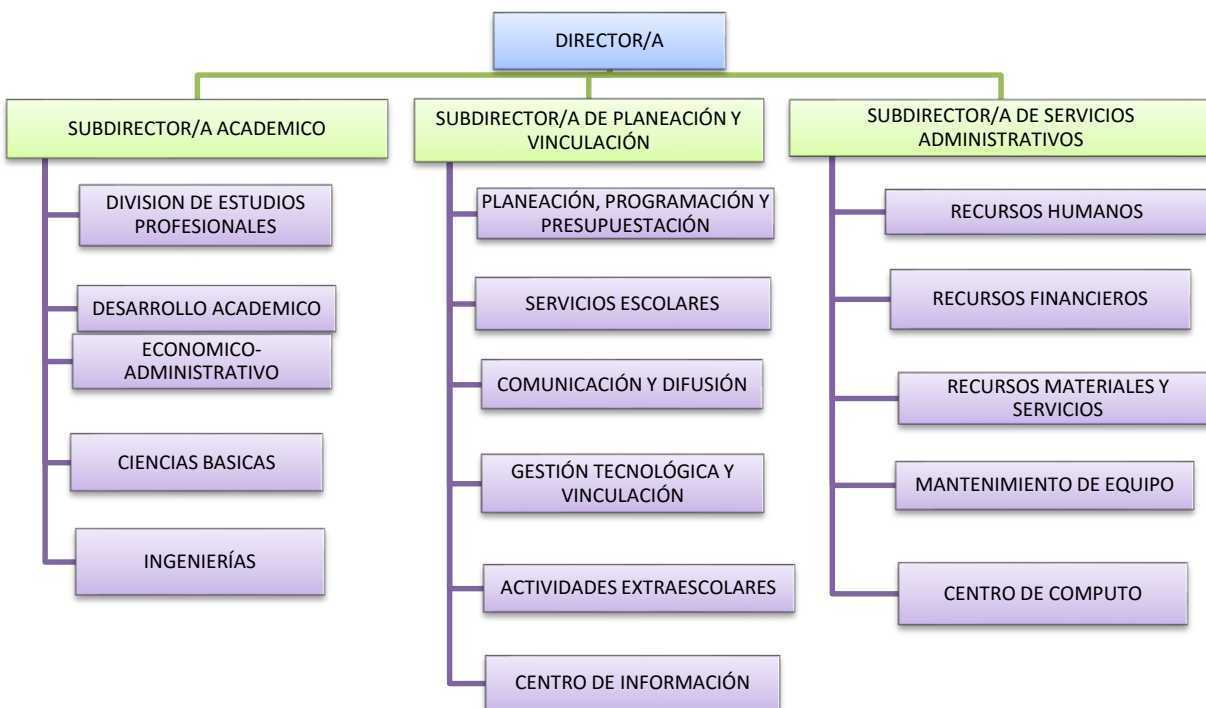 DIRECTOR/A
SUBDIRECTOR/A ACADEMICO
DIVISION DE ESTUDIOS
PROFESIONALES
DESARROLLO ACADEMICO
ECONOMICO-
ADMINISTRATIVO
CIENCIAS BASICAS
INGENIERÍAS
SUBDIRECTOR/A DE PLANEACIÓN Y
VINCULACIÓN
PLANEACIÓN, PROGRAMACIÓN Y
PRESUPUESTACIÓN
SERVICIOS ESCOLARES
COMUNICACIÓN Y DIFUSIÓN
GESTIÓN TECNOLÓGICA Y
VINCULACIÓN
ACTIVIDADES EXTRAESCOLARES
CENTRO DE INFORMACIÓN
SUBDIRECTOR/A DE SERVICIOS
ADMINISTRATIVOS
RECURSOS HUMANOS
RECURSOS FINANCIEROS
RECURSOS MATERIALES Y
SERVICIOS
MANTENIMIENTO DE EQUIPO
CENTRO DE COMPUTO